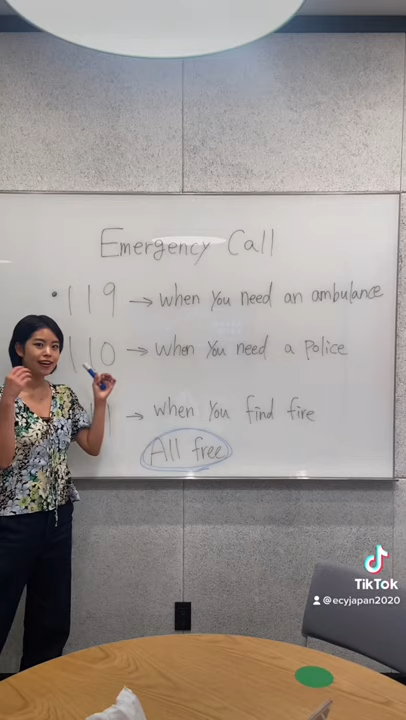 Emergency Call
• 119 → When You need an ambulance
110 → When You need a Police
→ when You find fire
All free
TikTok
@ecyjapan2020